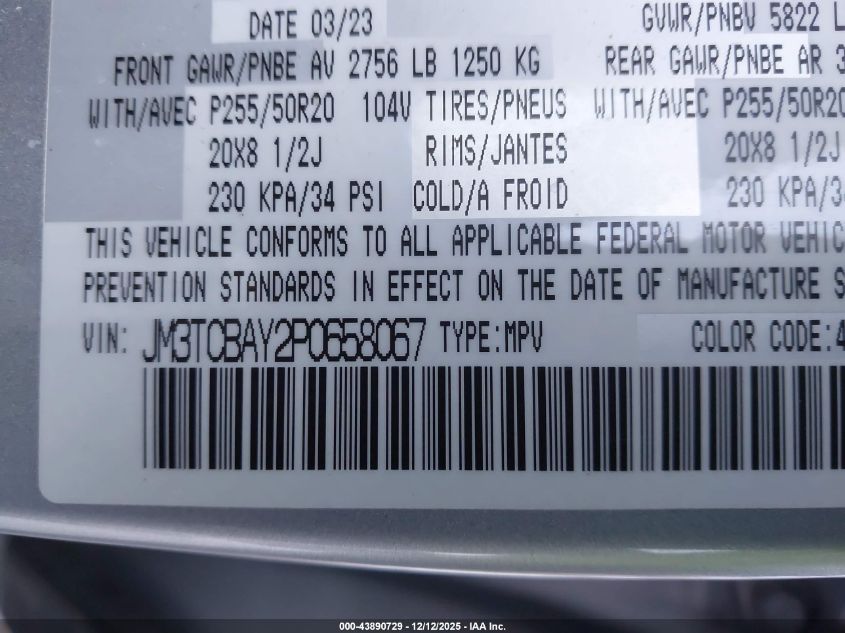 DATE 03/23 GVWR/PNBV 5822 L
FRONT GAWR/PNBE AV 2756 LB 1250 KG REAR GAWR/PNBE AR 3
WITH/AVEC P255/50R20 104V TIRES/PNEUS WITH/AVEC P255/50R20
20X8 1/2J RIMS/JANTES 20X8 1/2J
230 KPA/34 PSI COLD/A FROID 230 KPA/34
THIS VEHICLE CONFORMS TO ALL APPLICABLE FEDERAL MOTOR VEHIC
PREVENTION STANDARDS IN EFFECT ON THE DATE OF MANUFACTURE S
VIN: JM3TCBAY2P0658067 TYPE:MPV COLOR CODE:4
000-43890729 - 12/12/2025 - IAA Inc.